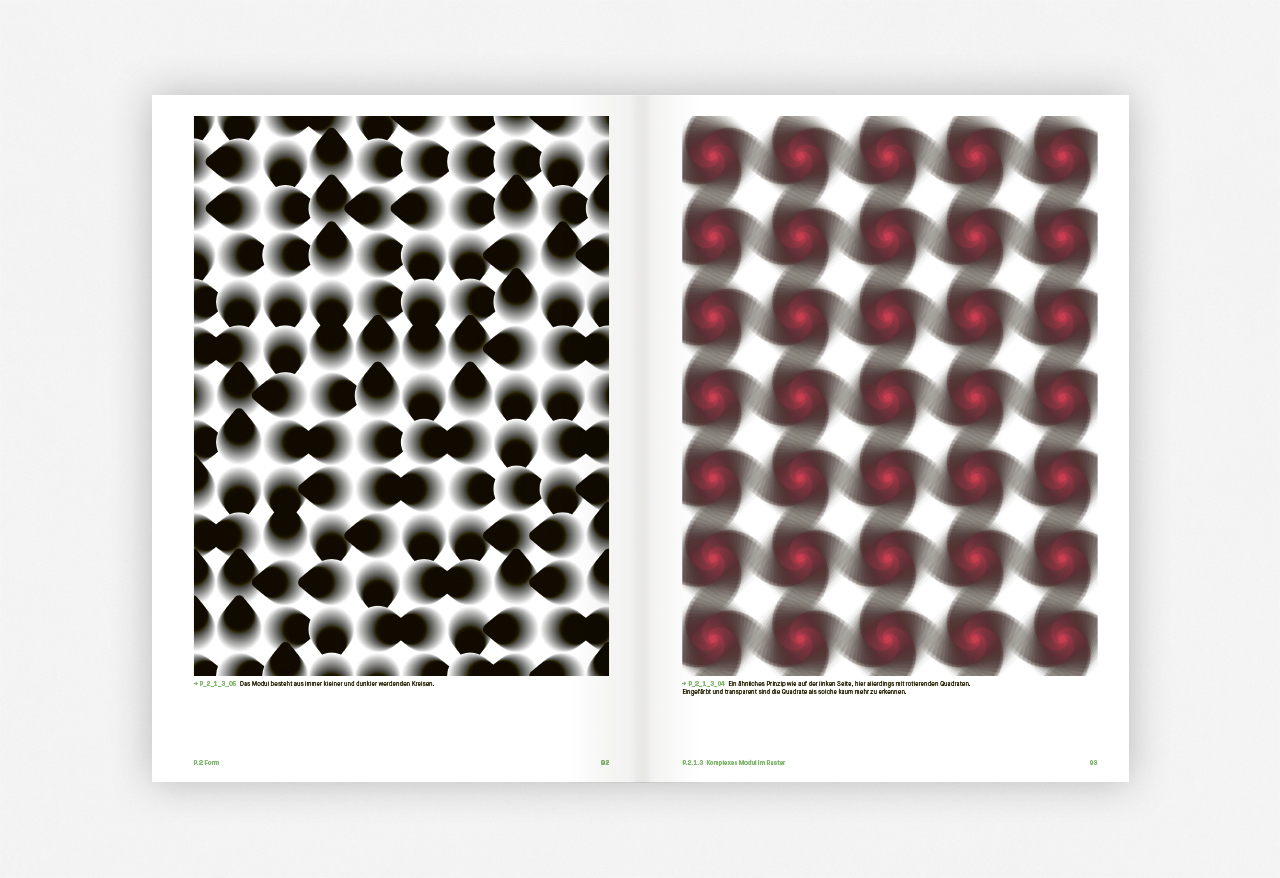 → P_2_1_3_05 Das Modul besteht aus immer kleiner und dunkler werdenden Kreisen.
P.2 Form
92
→ P_2_1_3_04 Ein ähnliches Prinzip wie auf der linken Seite, hier allerdings mit rotierenden Quadraten.
Eingefärbt und transparent sind die Quadrate als solche kaum mehr zu erkennen.
P.2.1.3 Komplexes Modul im Raster
93